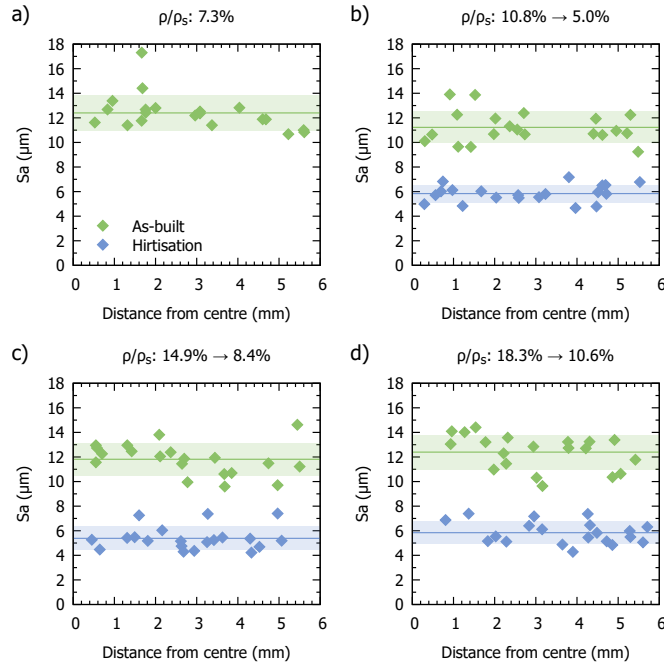 a)
ρ/ρₛ: 7.3%
18
16
14
12
10
8
6
4
2
0
Sa (μm)
As-built
Hirtisation
0 1 2 3 4 5 6
Distance from centre (mm)
b)
ρ/ρₛ: 10.8% → 5.0%
18
16
14
12
10
8
6
4
2
0
Sa (μm)
0 1 2 3 4 5 6
Distance from centre (mm)
c)
ρ/ρₛ: 14.9% → 8.4%
18
16
14
12
10
8
6
4
2
0
Sa (μm)
0 1 2 3 4 5 6
Distance from centre (mm)
d)
ρ/ρₛ: 18.3% → 10.6%
18
16
14
12
10
8
6
4
2
0
Sa (μm)
0 1 2 3 4 5 6
Distance from centre (mm)